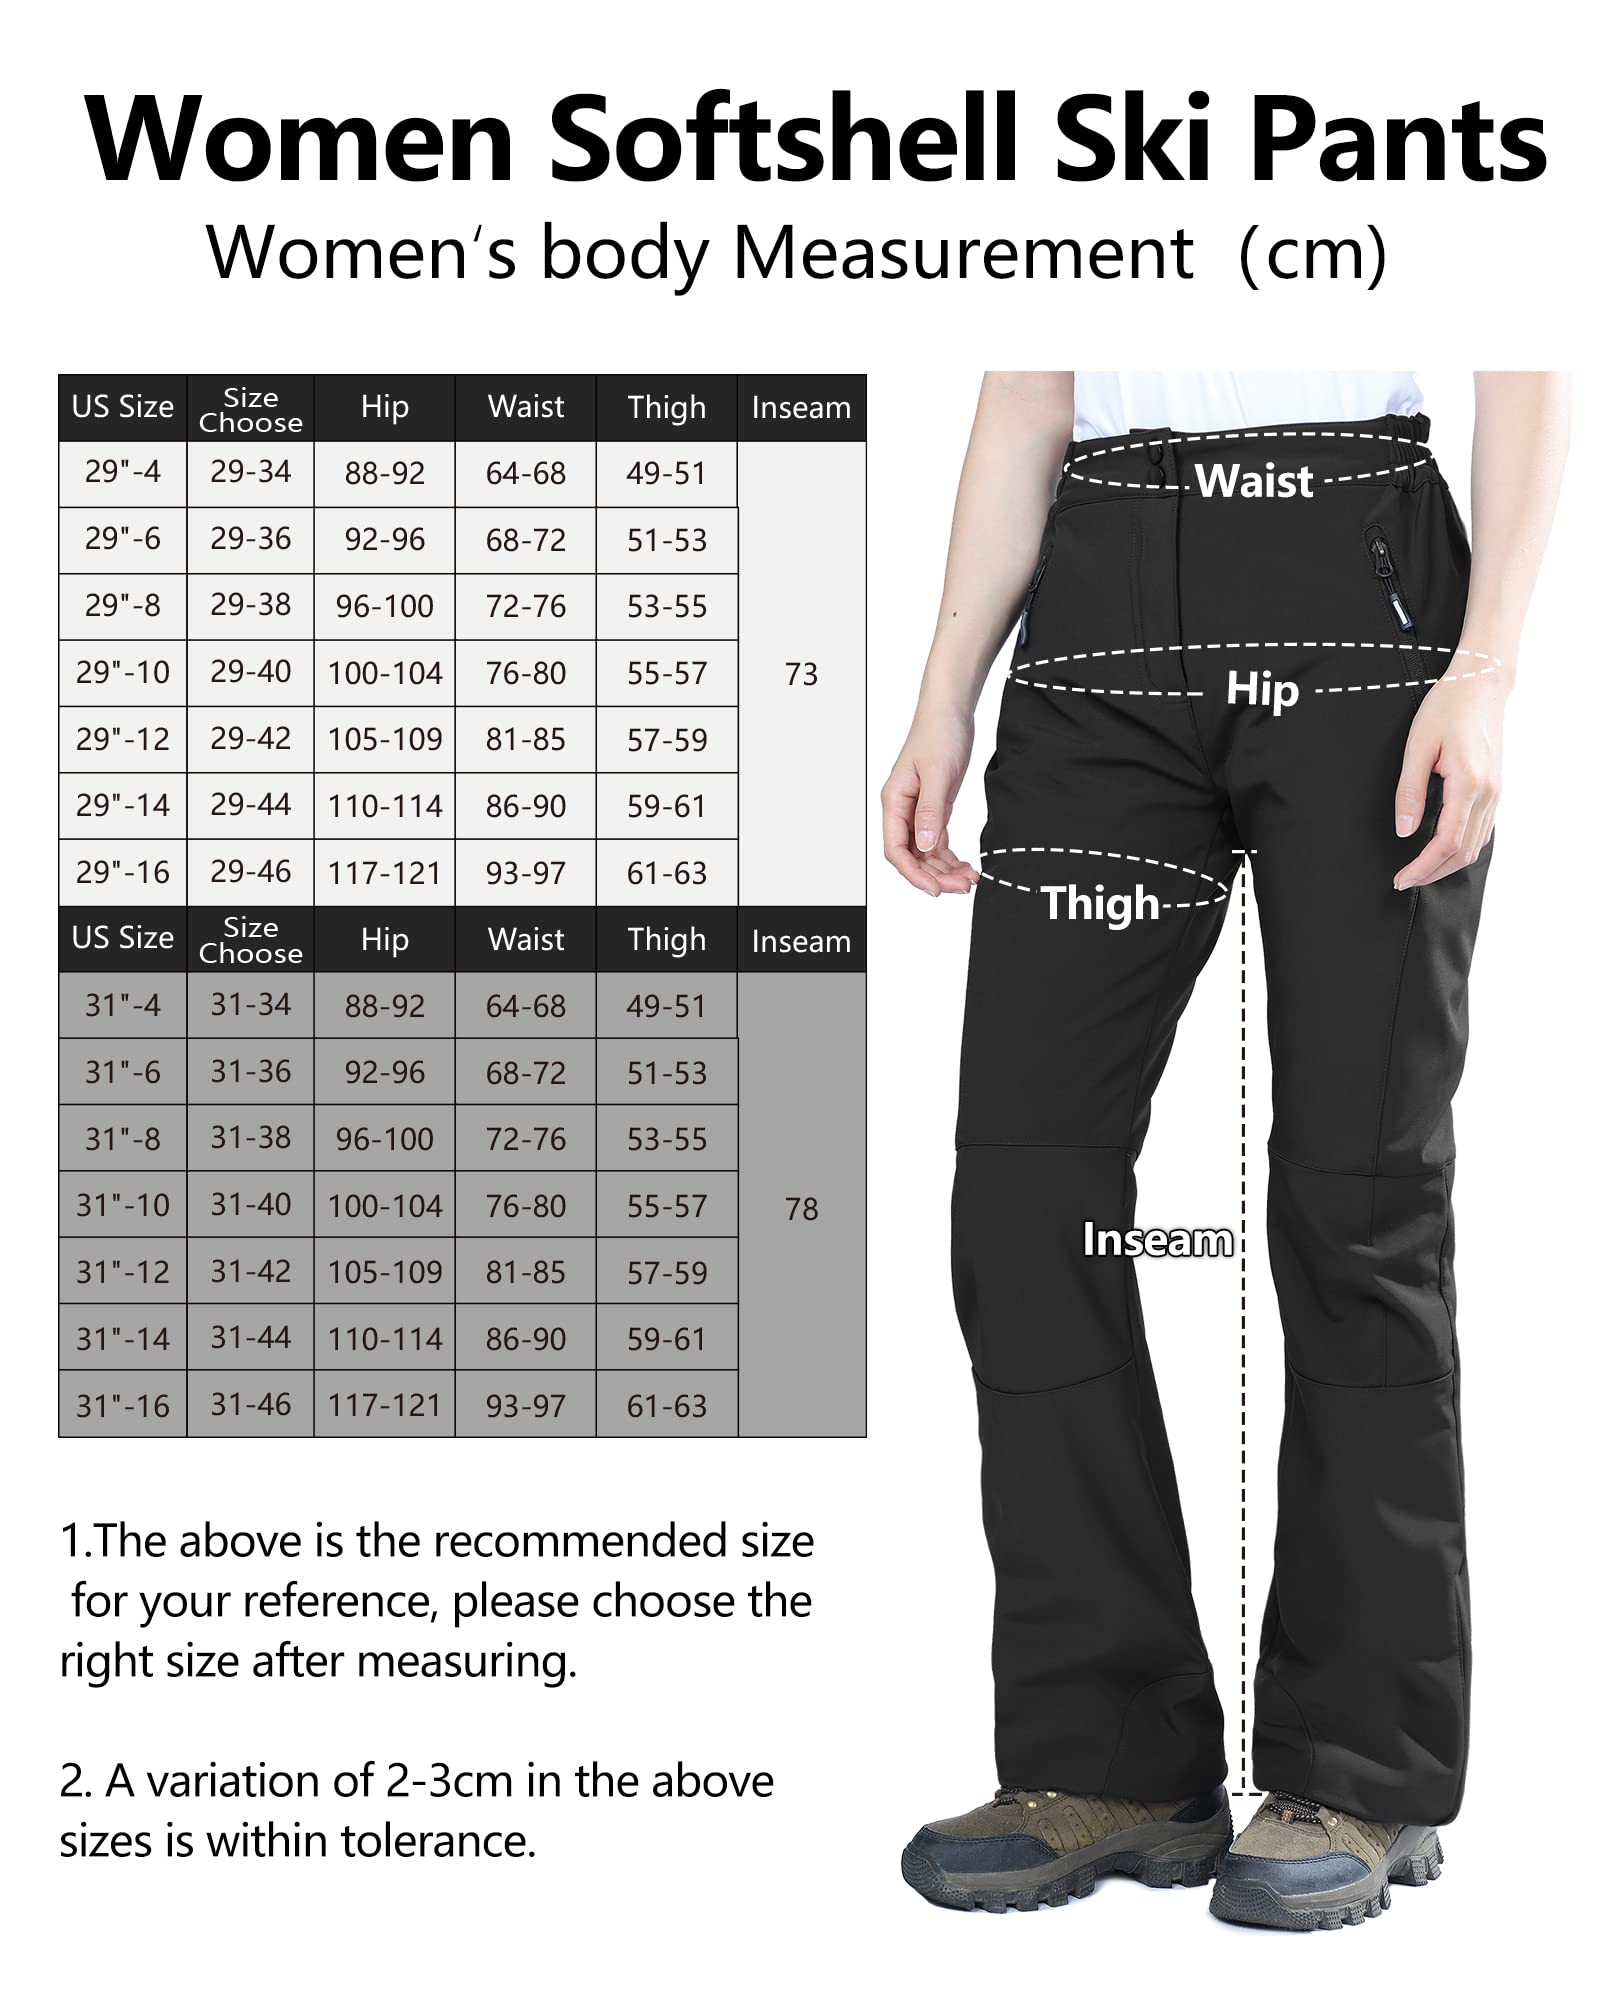 Women Softshell Ski Pants
Women‘s body Measurement (cm)
US Size Size Choose Hip Waist Thigh Inseam
29"-4 29-34 88-92 64-68 49-51
29"-6 29-36 92-96 68-72 51-53
29"-8 29-38 96-100 72-76 53-55
29"-10 29-40 100-104 76-80 55-57 73
29"-12 29-42 105-109 81-85 57-59
29"-14 29-44 110-114 86-90 59-61
29"-16 29-46 117-121 93-97 61-63
US Size Size Choose Hip Waist Thigh Inseam
31"-4 31-34 88-92 64-68 49-51
31"-6 31-36 92-96 68-72 51-53
31"-8 31-38 96-100 72-76 53-55
31"-10 31-40 100-104 76-80 55-57 78
31"-12 31-42 105-109 81-85 57-59
31"-14 31-44 110-114 86-90 59-61
31"-16 31-46 117-121 93-97 61-63
Waist
Hip
Thigh
Inseam
1.The above is the recommended size
for your reference, please choose the
right size after measuring.
2. A variation of 2-3cm in the above
sizes is within tolerance.